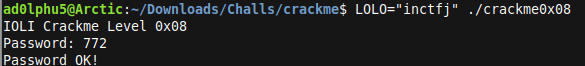 ad0lphu5@Arctic:~/Downloads/Challs/crackme$ LOLO="inctfj" ./crackme0x08
IOLI Crackme Level 0x08
Password: 772
Password OK!